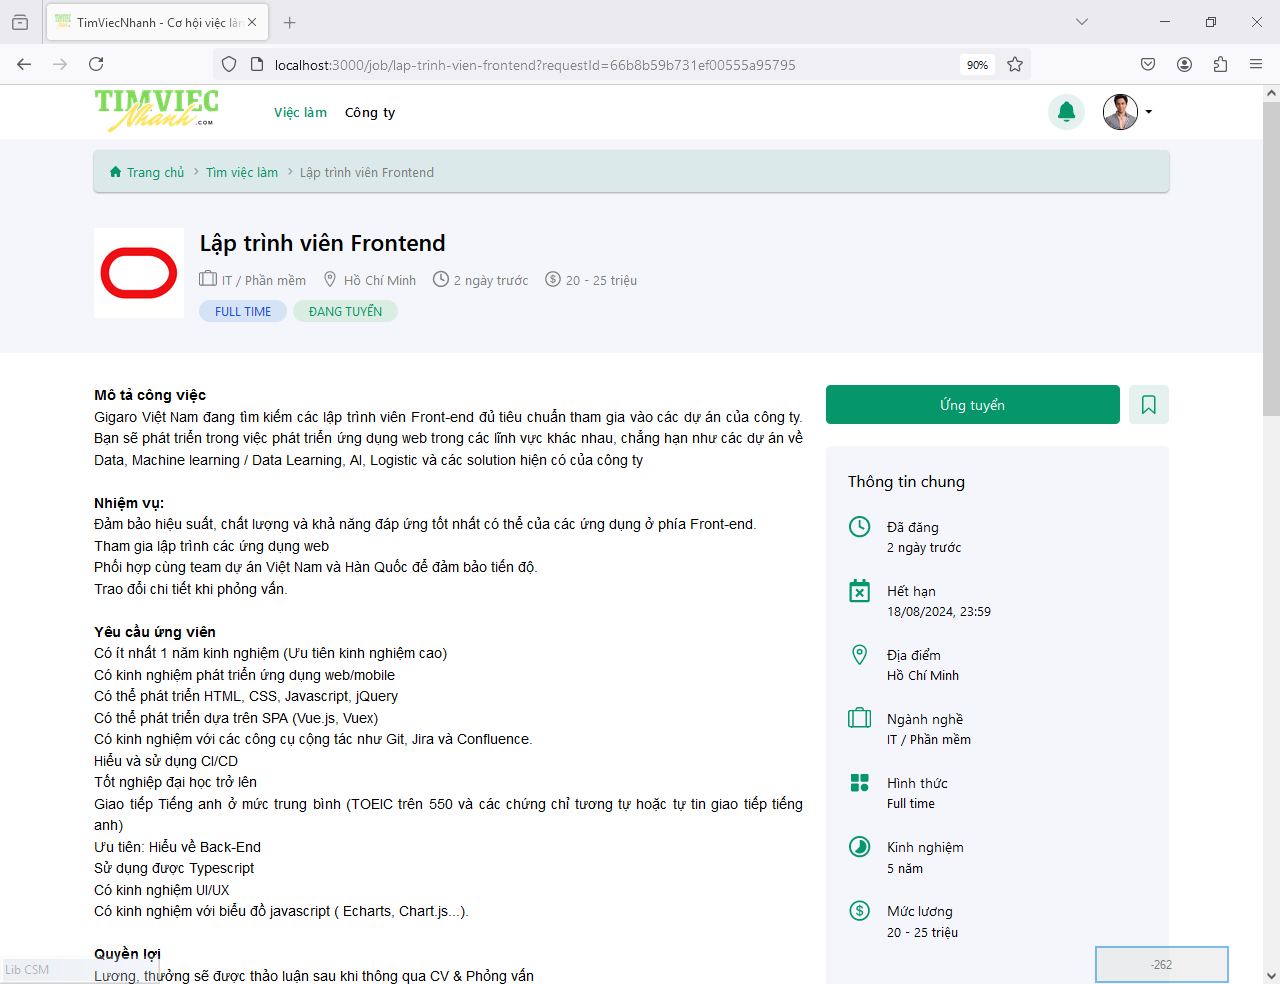 TimViecNhanh - Cơ hội việc làn
localhost:3000/job/lap-trinh-vien-frontend?requestId=66b8b59b731ef00555a95795
90%
TIMVIEC
Nhanh
.COM
Việc làm
Công ty
Trang chủ
Tìm việc làm
Lập trình viên Frontend
Lập trình viên Frontend
IT / Phần mềm
Hồ Chí Minh
2 ngày trước
20 - 25 triệu
FULL TIME
ĐANG TUYỂN
Mô tả công việc
Gigaro Việt Nam đang tìm kiếm các lập trình viên Front-end đủ tiêu chuẩn tham gia vào các dự án của công ty.
Bạn sẽ phát triển trong việc phát triển ứng dụng web trong các lĩnh vực khác nhau, chẳng hạn như các dự án về
Data, Machine learning / Data Learning, AI, Logistic và các solution hiện có của công ty
Nhiệm vụ:
Đảm bảo hiệu suất, chất lượng và khả năng đáp ứng tốt nhất có thể của các ứng dụng ở phía Front-end.
Tham gia lập trình các ứng dụng web
Phối hợp cùng team dự án Việt Nam và Hàn Quốc để đảm bảo tiến độ.
Trao đổi chi tiết khi phỏng vấn.
Yêu cầu ứng viên
Có ít nhất 1 năm kinh nghiệm (Ưu tiên kinh nghiệm cao)
Có kinh nghiệm phát triển ứng dụng web/mobile
Có thể phát triển HTML, CSS, Javascript, jQuery
Có thể phát triển dựa trên SPA (Vue.js, Vuex)
Có kinh nghiệm với các công cụ cộng tác như Git, Jira và Confluence.
Hiểu và sử dụng CI/CD
Tốt nghiệp đại học trở lên
Giao tiếp Tiếng anh ở mức trung bình (TOEIC trên 550 và các chứng chỉ tương tự hoặc tự tin giao tiếp tiếng
anh)
Ưu tiên: Hiểu về Back-End
Sử dụng được Typescript
Có kinh nghiệm UI/UX
Có kinh nghiệm với biểu đồ javascript ( Echarts, Chart.js...).
Quyền lợi
Lương, thưởng sẽ được thảo luận sau khi thông qua CV & Phỏng vấn
Ứng tuyển
Thông tin chung
Đã đăng
2 ngày trước
Hết hạn
18/08/2024, 23:59
Địa điểm
Hồ Chí Minh
Ngành nghề
IT / Phần mềm
Hình thức
Full time
Kinh nghiệm
5 năm
Mức lương
20 - 25 triệu
Lib CSM
-262